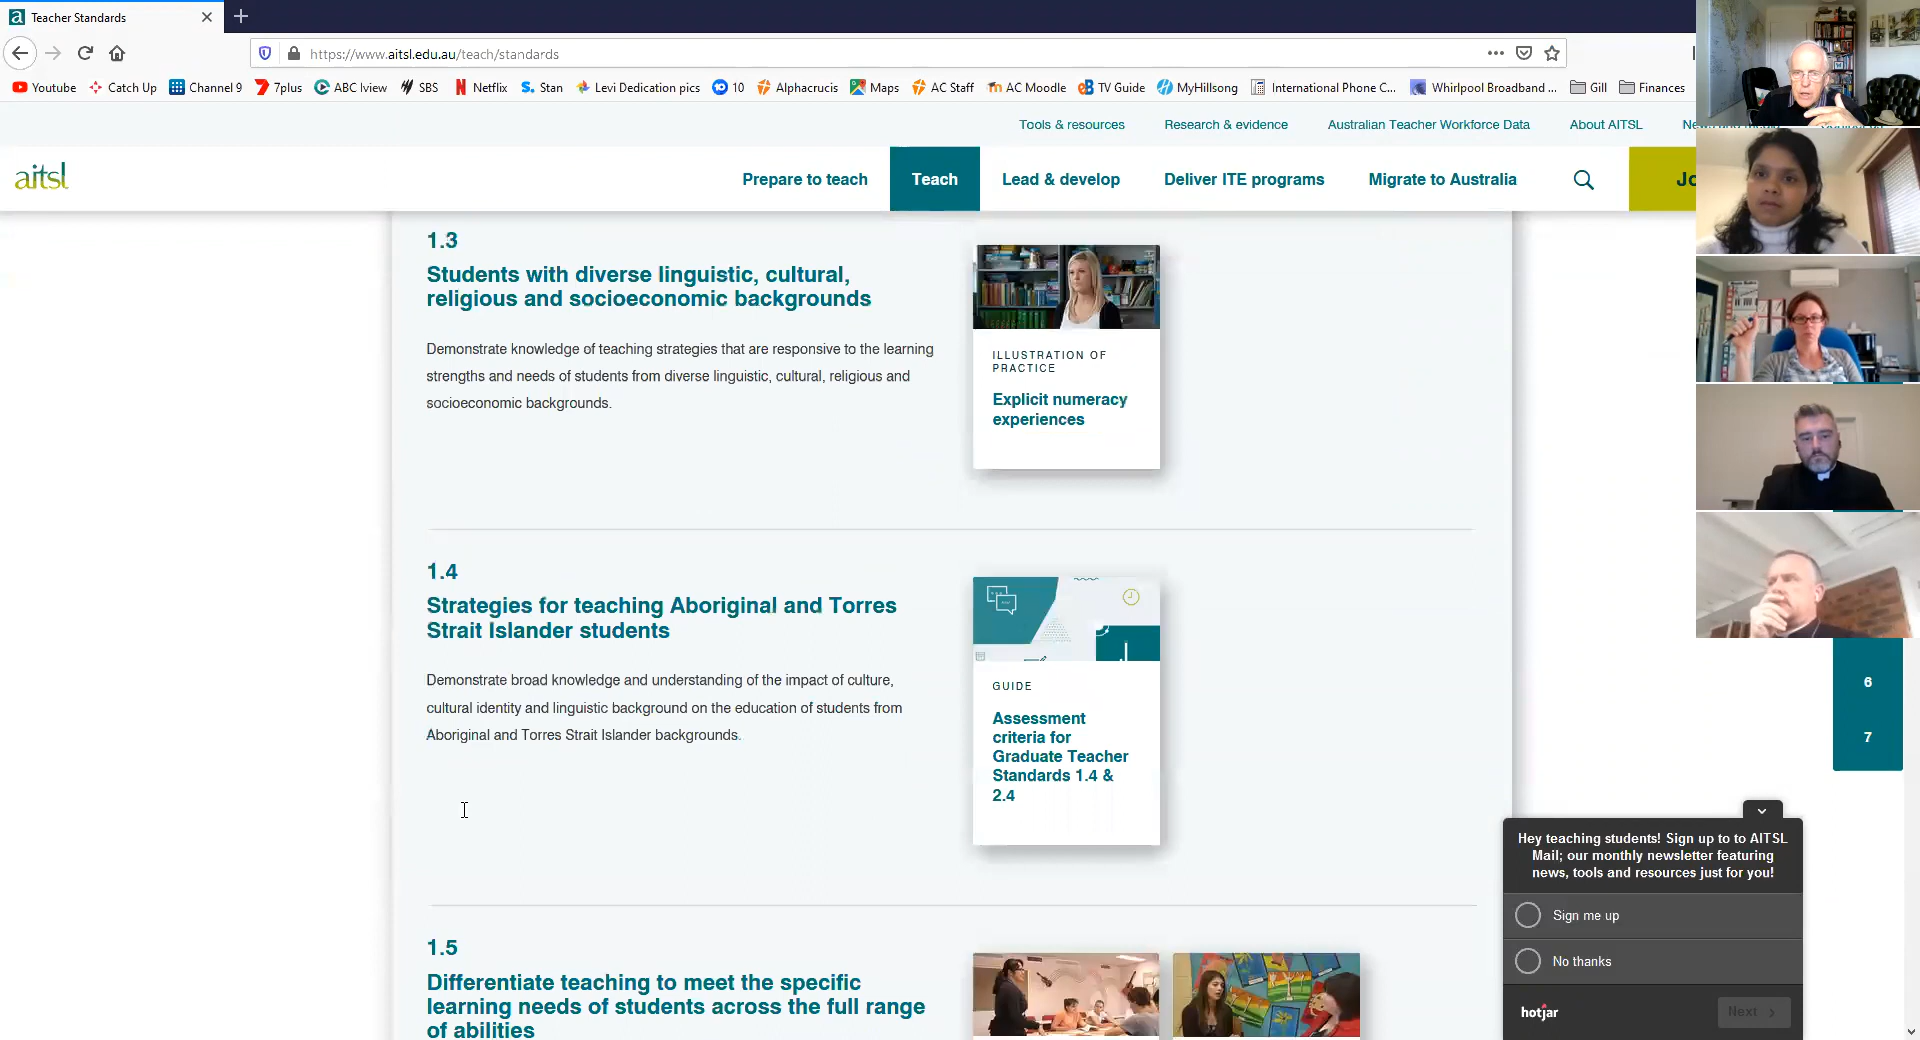 Teacher Standards
https://www.aitsl.edu.au/teach/standards
Youtube Catch Up Channel 9 7plus ABC Iview SBS Netflix Stan Levi Dedication pics 10 Alphacrucis Maps AC Staff AC Moodle TV Guide MyHillsong International Phone C... Whirlpool Broadband ... Gill Finances
Tools & resources Research & evidence Australian Teacher Workforce Data About AITSL
aitsl
Prepare to teach Teach Lead & develop Deliver ITE programs Migrate to Australia
1.3
Students with diverse linguistic, cultural,
religious and socioeconomic backgrounds
Demonstrate knowledge of teaching strategies that are responsive to the learning
strengths and needs of students from diverse linguistic, cultural, religious and
socioeconomic backgrounds.
ILLUSTRATION OF
PRACTICE
Explicit numeracy
experiences
1.4
Strategies for teaching Aboriginal and Torres
Strait Islander students
Demonstrate broad knowledge and understanding of the impact of culture,
cultural identity and linguistic background on the education of students from
Aboriginal and Torres Strait Islander backgrounds.
GUIDE
Assessment
criteria for
Graduate Teacher
Standards 1.4 &
2.4
1.5
Differentiate teaching to meet the specific
learning needs of students across the full range
of abilities
6
7
Hey teaching students! Sign up to to AITSL
Mail; our monthly newsletter featuring
news, tools and resources just for you!
Sign me up
No thanks
hotjar
Next